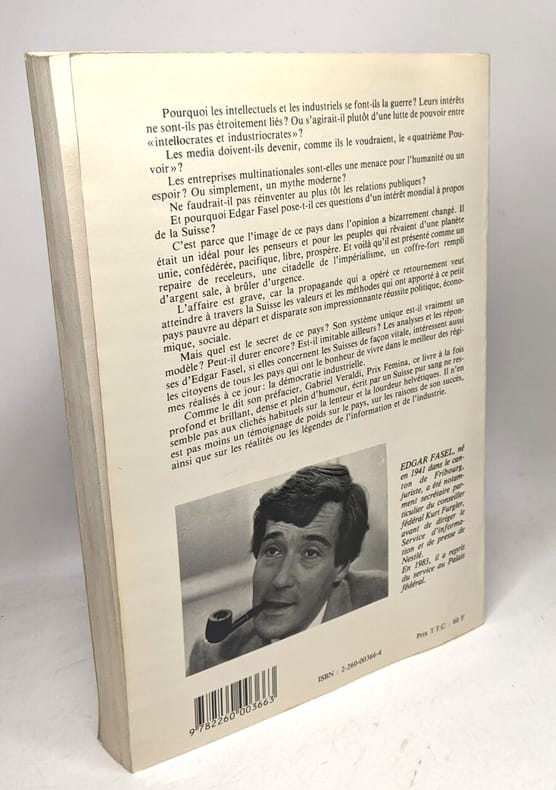 Pourquoi les intellectuels et les industriels se font-ils la guerre? Leurs intérêts
ne sont-ils pas étroitement liés? Ou s'agirait-il plutôt d'une lutte de pouvoir entre
«intellocrates et industriocrates»?
Les media doivent-ils devenir, comme ils le voudraient, le «quatrième Pou-
voir»?
Les entreprises multinationales sont-elles une menace pour l'humanité ou un
espoir? Ou simplement, un mythe moderne?
Ne faudrait-il pas réinventer au plus tôt les relations publiques?
Et pourquoi Edgar Fasel pose-t-il ces questions d'un intérêt mondial à propos
de la Suisse?
C'est parce que l'image de ce pays dans l'opinion a bizarrement changé. Il
était un idéal pour les penseurs et pour les peuples qui rêvaient d'une planète
unie, confédérée, pacifique, libre, prospère. Et voilà qu'il est présenté comme un
repaire de receleurs, une citadelle de l'impérialisme, un coffre-fort rempli
d'argent sale, à brûler d'urgence.
L'affaire est grave, car la propagande qui a opéré ce retournement veut
atteindre à travers la Suisse les valeurs et les méthodes qui ont apporté à ce petit
pays pauvre au départ et disparate son impressionnante réussite politique, écono-
mique, sociale.
Mais quel est le secret de ce pays? Son système unique est-il vraiment un
modèle? Peut-il durer encore? Est-il imitable ailleurs? Les analyses et les répon-
ses d'Edgar Fasel, si elles concernent les Suisses de façon vitale, intéressent aussi
les citoyens de tous les pays qui ont le bonheur de vivre dans le meilleur des régi-
mes réalisés à ce jour: la démocratie industrielle.
Comme le dit son préfacier, Gabriel Veraldi, Prix Femina, ce livre à la fois
profond et brillant, dense et plein d'humour, écrit par un Suisse pur sang ne res-
semble pas aux clichés habituels sur la lenteur et la lourdeur helvétiques. Il n'en
est pas moins un témoignage de poids sur le pays, sur les raisons de son succès,
ainsi que sur les réalités ou les légendes de l'information et de l'industrie.
EDGAR FASEL, né
en 1941 dans le can-
ton de Fribourg,
juriste, a été notam-
ment secrétaire par-
ticulier du conseiller
fédéral Kurt Furgler,
avant de diriger le
Service d'informa-
tion et de presse de
Nestlé.
En 1983, il a repris
du service au Palais
fédéral.
Prix T.T.C. : 60 F
ISBN : 2-260-00366-4
9 782260 003663